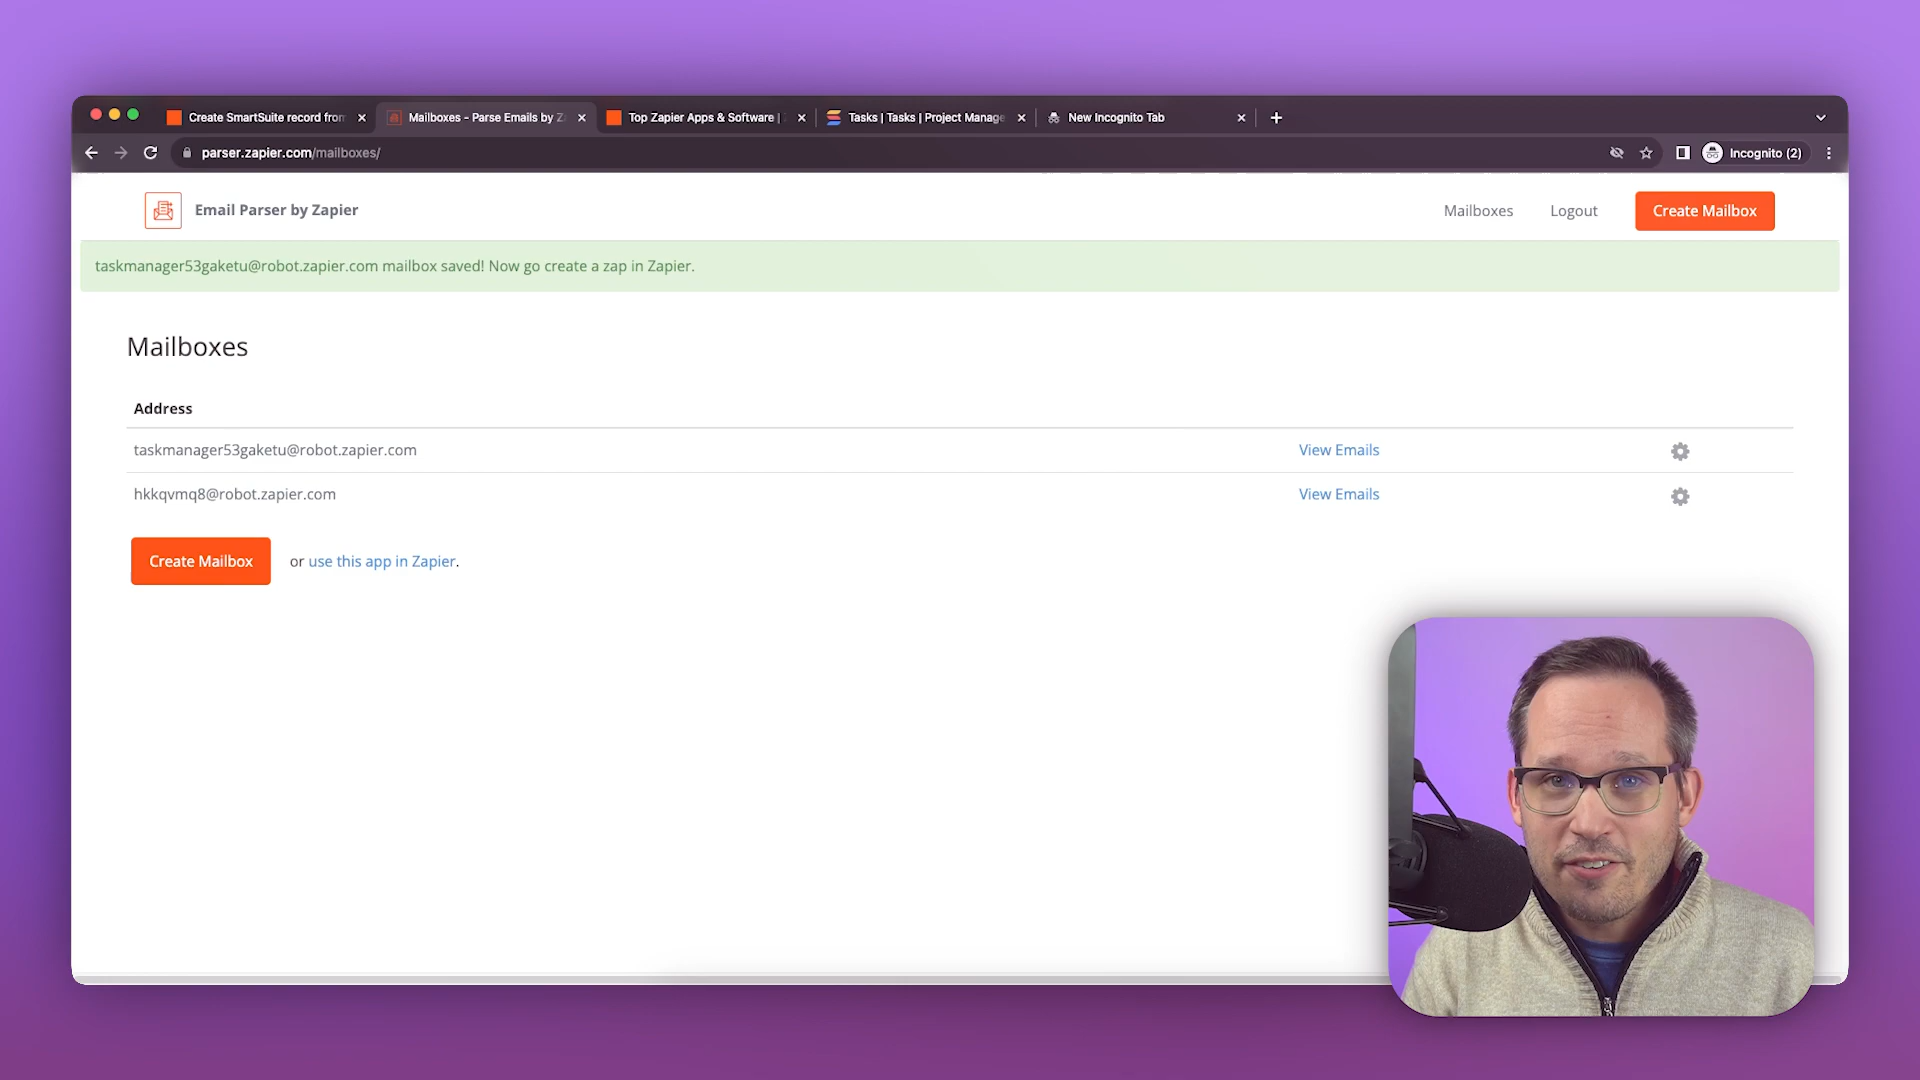 Create SmartSuite record from
Mailboxes - Parse Emails by Z
Top Zapier Apps & Software |
Tasks | Tasks | Project Manage
New Incognito Tab
parser.zapier.com/mailboxes/
Incognito (2)
Email Parser by Zapier
Mailboxes
Logout
Create Mailbox
taskmanager53gaketu@robot.zapier.com mailbox saved! Now go create a zap in Zapier.
Mailboxes
Address
taskmanager53gaketu@robot.zapier.com
View Emails
hkkqvmq8@robot.zapier.com
View Emails
Create Mailbox
or use this app in Zapier.